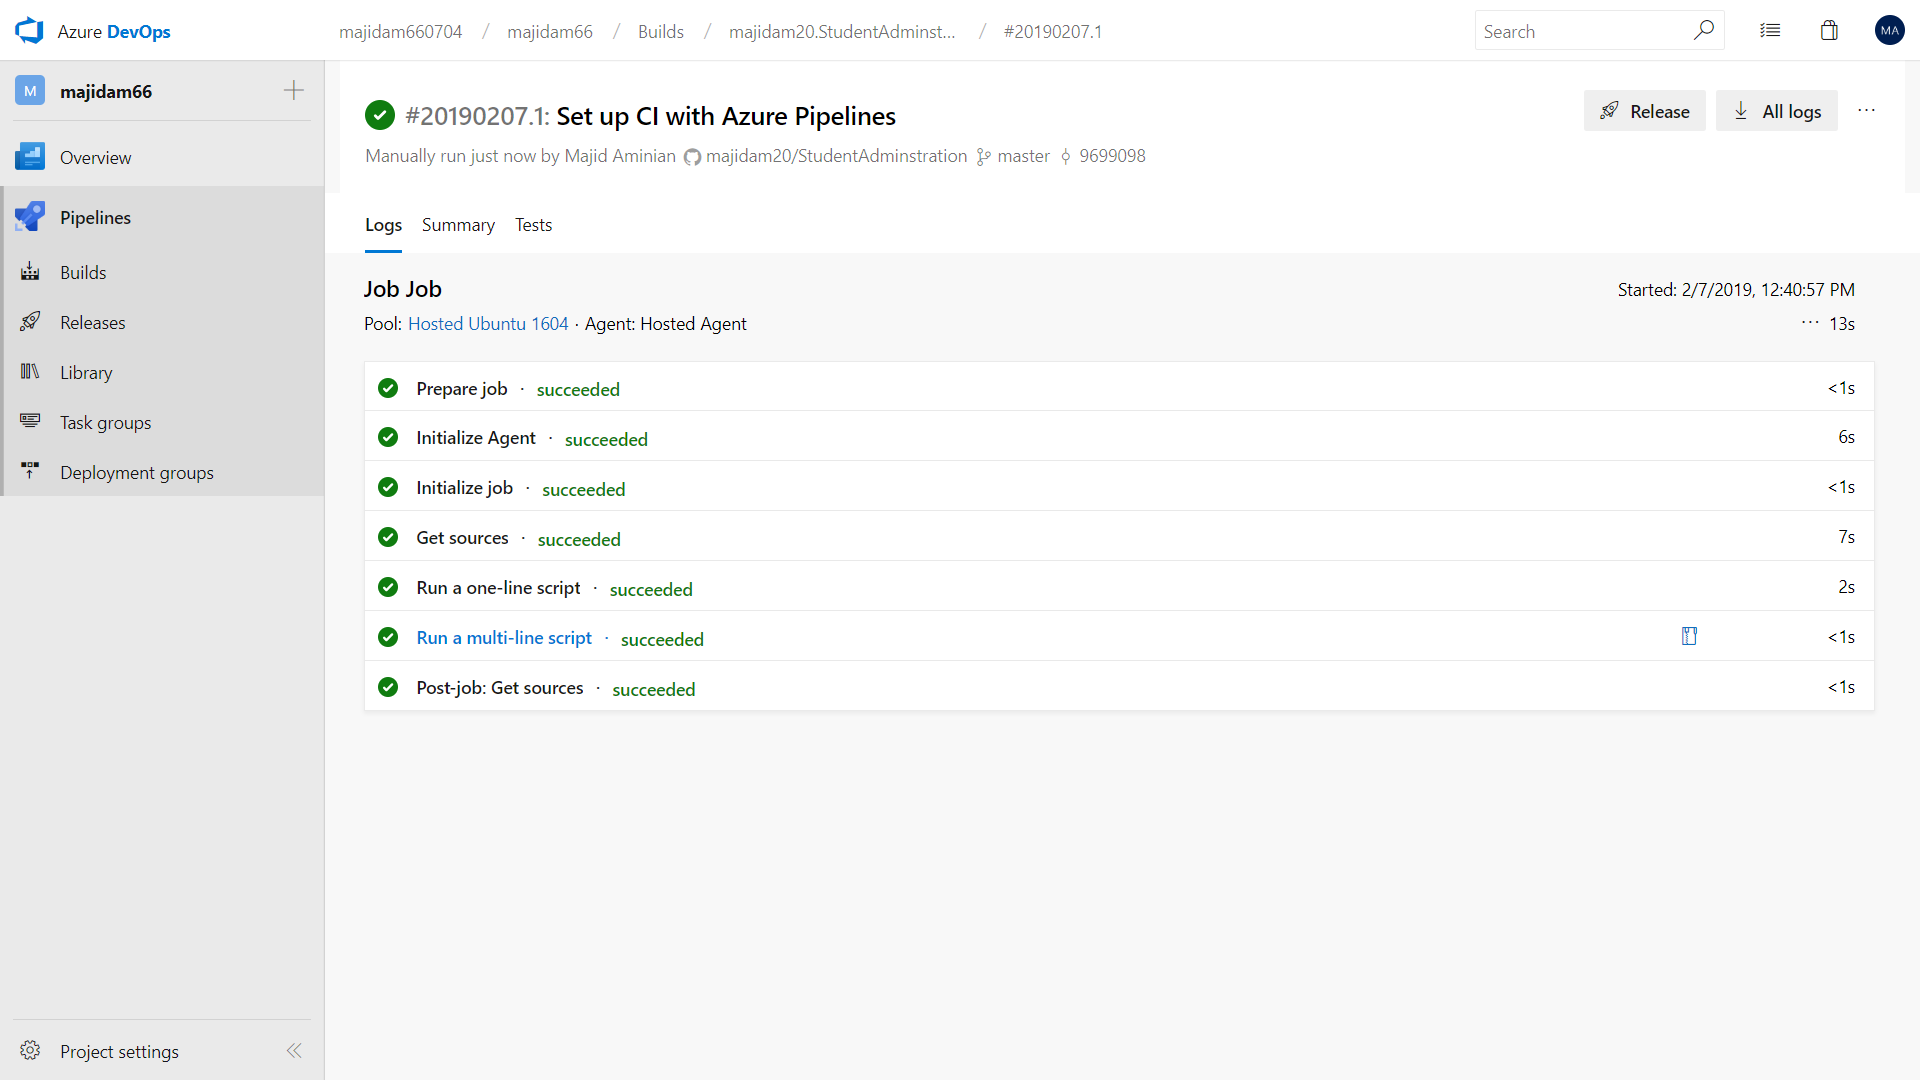 Azure DevOps
majidam660704 / majidam66 / Builds / majidam20.StudentAdminst... / #20190207.1
Search
MA
M majidam66
Overview
Pipelines
Builds
Releases
Library
Task groups
Deployment groups
Project settings
#20190207.1: Set up CI with Azure Pipelines
Release
All logs
...
Manually run just now by Majid Aminian majidam20/StudentAdminstration master 9699098
Logs Summary Tests
Job Job
Started: 2/7/2019, 12:40:57 PM
Pool: Hosted Ubuntu 1604 · Agent: Hosted Agent
... 13s
Prepare job · succeeded <1s
Initialize Agent · succeeded 6s
Initialize job · succeeded <1s
Get sources · succeeded 7s
Run a one-line script · succeeded 2s
Run a multi-line script · succeeded <1s
Post-job: Get sources · succeeded <1s